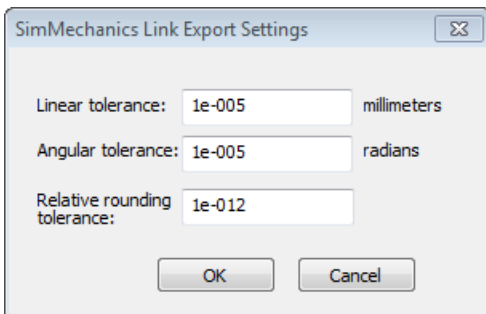 SimMechanics Link Export Settings
Linear tolerance: 1e-005 millimeters
Angular tolerance: 1e-005 radians
Relative rounding
tolerance: 1e-012
OK Cancel